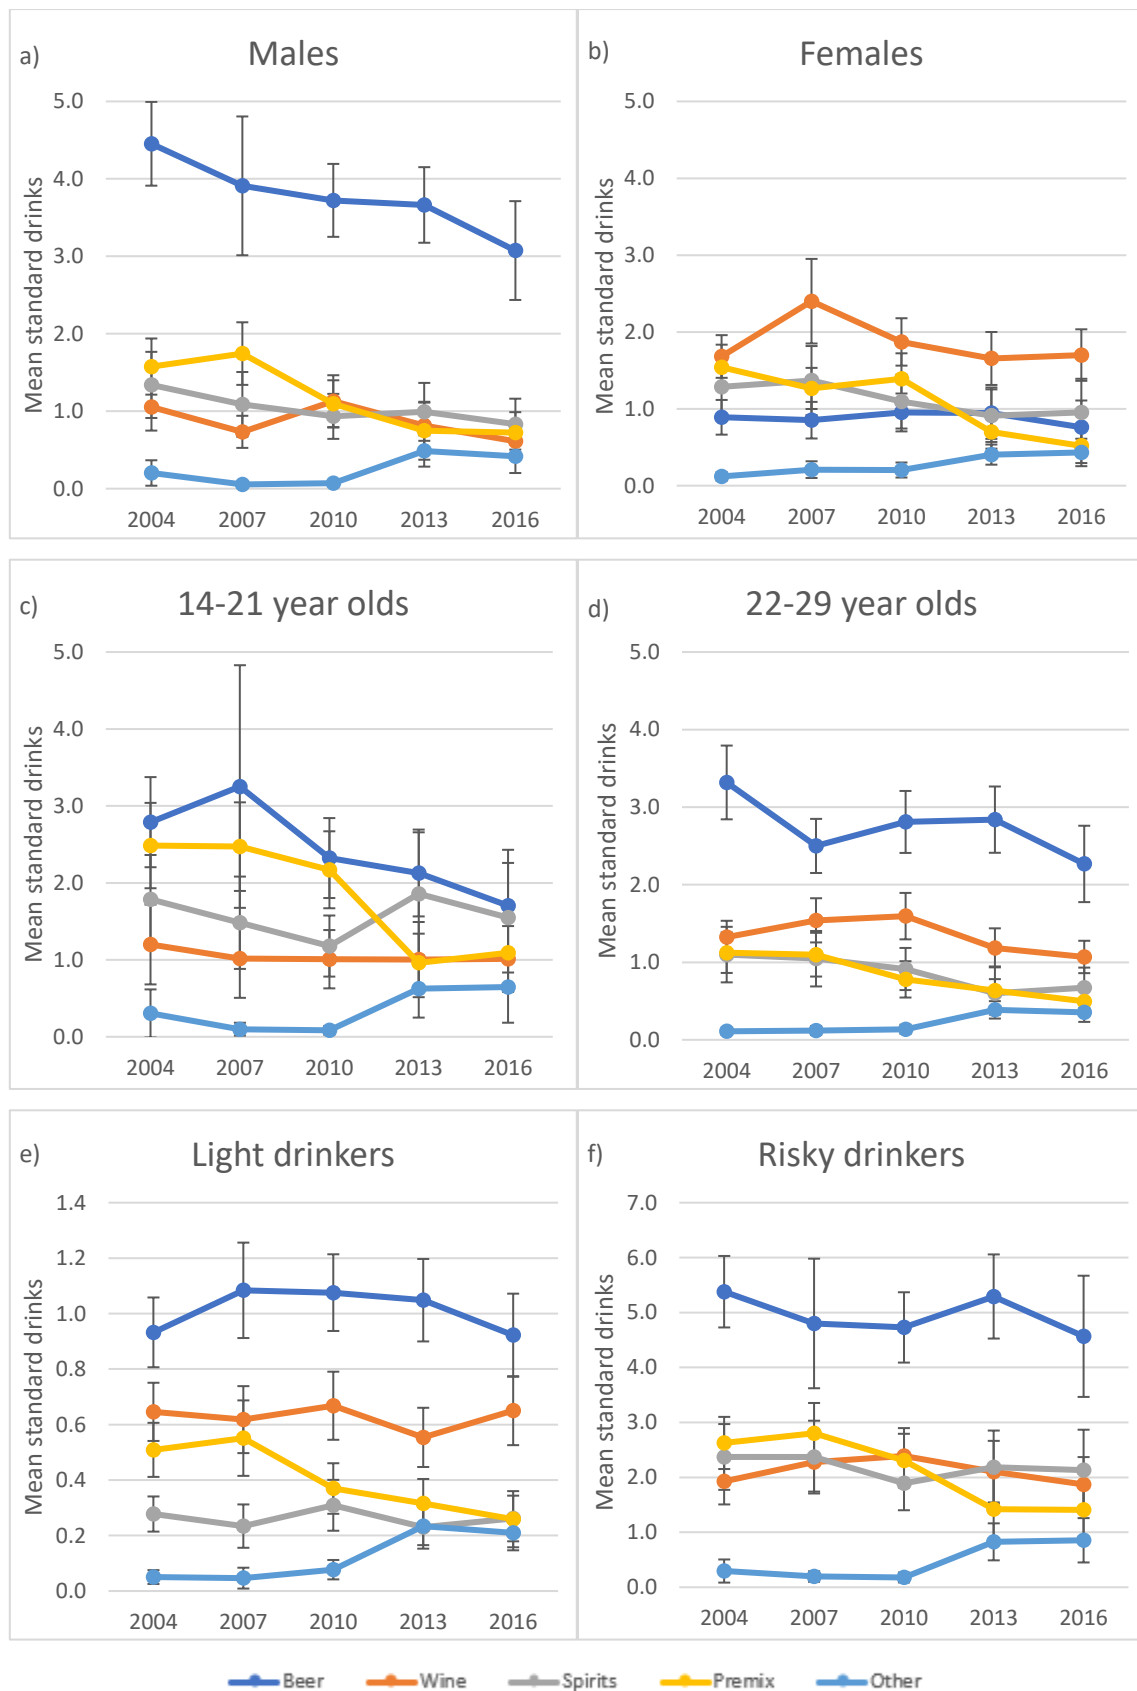 a)
Males
Mean standard drinks
5.0
4.0
3.0
2.0
1.0
0.0
2004 2007 2010 2013 2016
b)
Females
Mean standard drinks
5.0
4.0
3.0
2.0
1.0
0.0
2004 2007 2010 2013 2016
c)
14-21 year olds
Mean standard drinks
5.0
4.0
3.0
2.0
1.0
0.0
2004 2007 2010 2013 2016
d)
22-29 year olds
Mean standard drinks
5.0
4.0
3.0
2.0
1.0
0.0
2004 2007 2010 2013 2016
e)
Light drinkers
Mean standard drinks
1.4
1.2
1.0
0.8
0.6
0.4
0.2
0.0
2004 2007 2010 2013 2016
f)
Risky drinkers
Mean standard drinks
7.0
6.0
5.0
4.0
3.0
2.0
1.0
0.0
2004 2007 2010 2013 2016
Beer Wine Spirits Premix Other